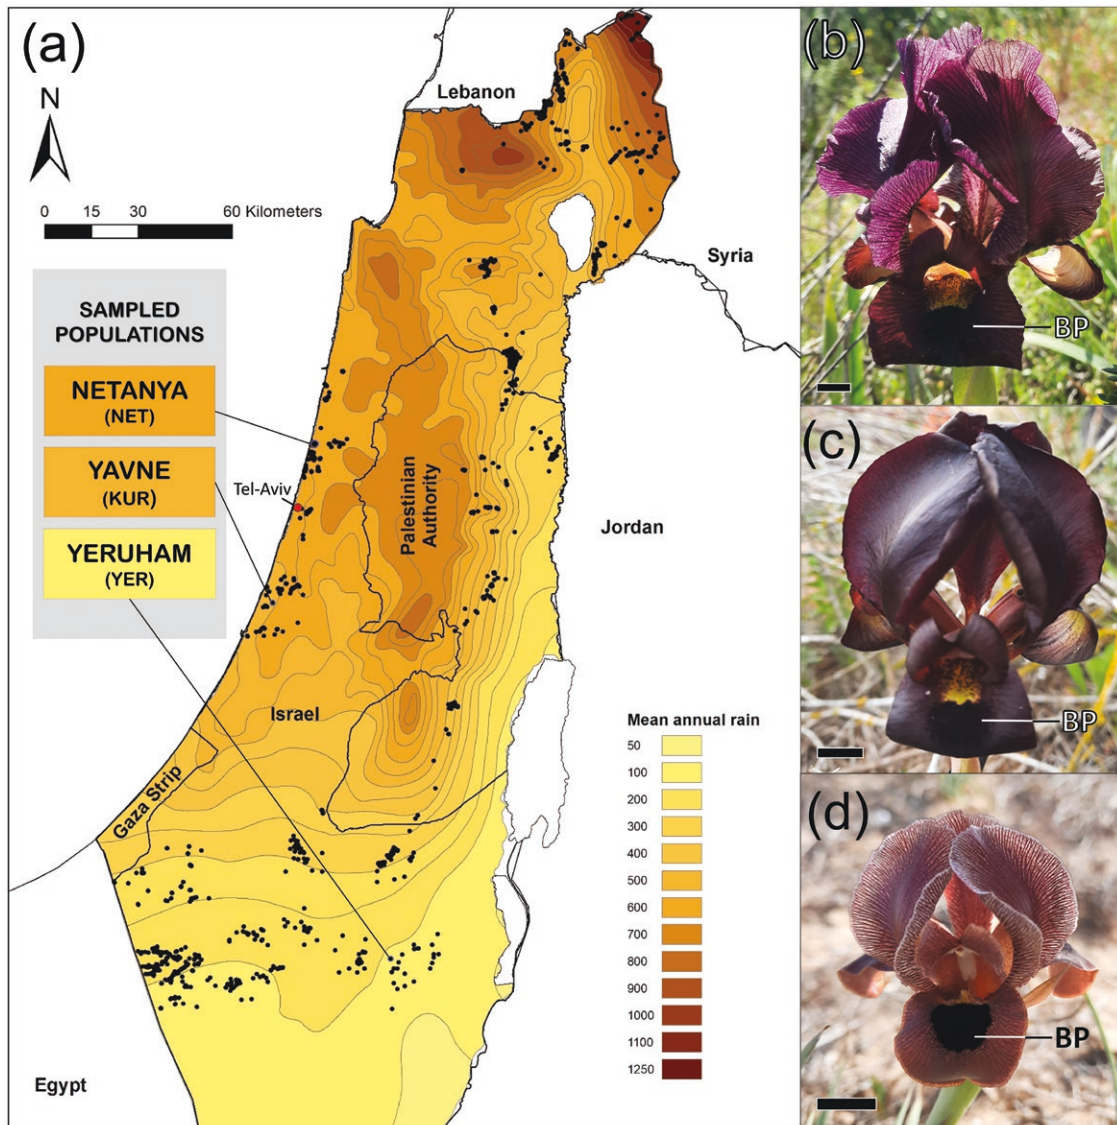 (a)
N
0 15 30 60 Kilometers
SAMPLED
POPULATIONS
NETANYA
(NET)
YAVNE
(KUR)
YERUHAM
(YER)
Lebanon
Syria
Tel-Aviv
Palestinian
Authority
Jordan
Israel
Gaza Strip
Egypt
Mean annual rain
50
100
200
300
400
500
600
700
800
900
1000
1100
1250
(b)
BP
(c)
BP
(d)
BP